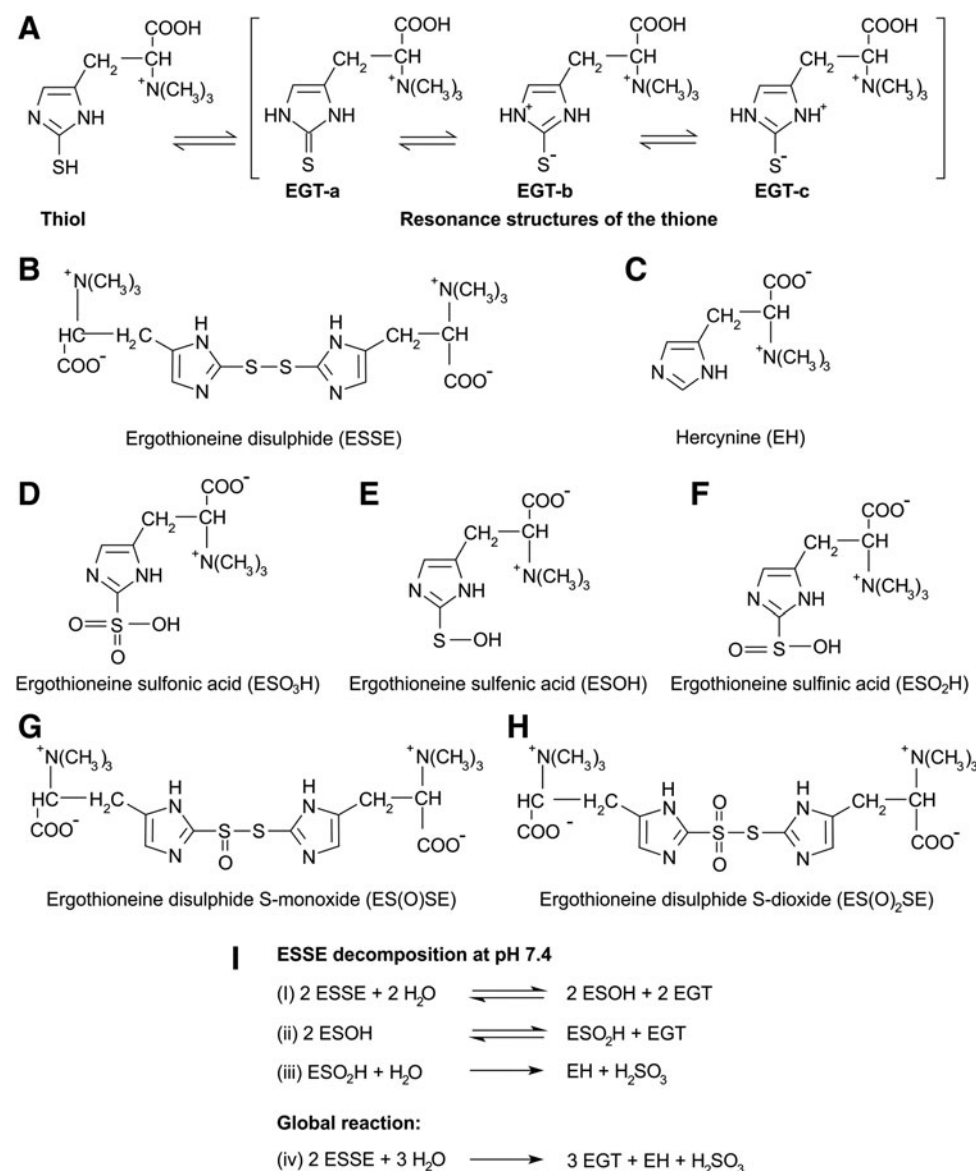 A
COOH
CH₂
CH
⁺N(CH₃)₃
N
NH
SH
Thiol
COOH
CH₂
CH
⁺N(CH₃)₃
HN
NH
S
EGT-a
COOH
CH₂
CH
⁺N(CH₃)₃
HN⁺
NH
S⁻
EGT-b
COOH
CH₂
CH
⁺N(CH₃)₃
HN
NH⁺
S⁻
EGT-c
Resonance structures of the thione
B
⁺N(CH₃)₃
HC
H₂C
COO⁻
H
N
N
S
S
H
N
N
CH₂
CH
⁺N(CH₃)₃
COO⁻
Ergothioneine disulphide (ESSE)
C
COO⁻
CH₂
CH
⁺N(CH₃)₃
N
NH
Hercynine (EH)
D
COO⁻
CH₂
CH
⁺N(CH₃)₃
N
NH
O
S
OH
O
Ergothioneine sulfonic acid (ESO₃H)
E
COO⁻
CH₂
CH
⁺N(CH₃)₃
N
NH
S
OH
Ergothioneine sulfenic acid (ESOH)
F
COO⁻
CH₂
CH
⁺N(CH₃)₃
N
NH
O
S
OH
Ergothioneine sulfinic acid (ESO₂H)
G
⁺N(CH₃)₃
HC
H₂C
COO⁻
H
N
N
S
O
S
H
N
N
CH₂
CH
⁺N(CH₃)₃
COO⁻
Ergothioneine disulphide S-monoxide (ES(O)SE)
H
⁺N(CH₃)₃
HC
H₂C
COO⁻
H
N
N
O
S
O
S
H
N
N
CH₂
CH
⁺N(CH₃)₃
COO⁻
Ergothioneine disulphide S-dioxide (ES(O)₂SE)
I ESSE decomposition at pH 7.4
(I) 2 ESSE + 2 H₂O ⇌ 2 ESOH + 2 EGT
(ii) 2 ESOH ⇌ ESO₂H + EGT
(iii) ESO₂H + H₂O → EH + H₂SO₃
Global reaction:
(iv) 2 ESSE + 3 H₂O → 3 EGT + EH + H₂SO₃